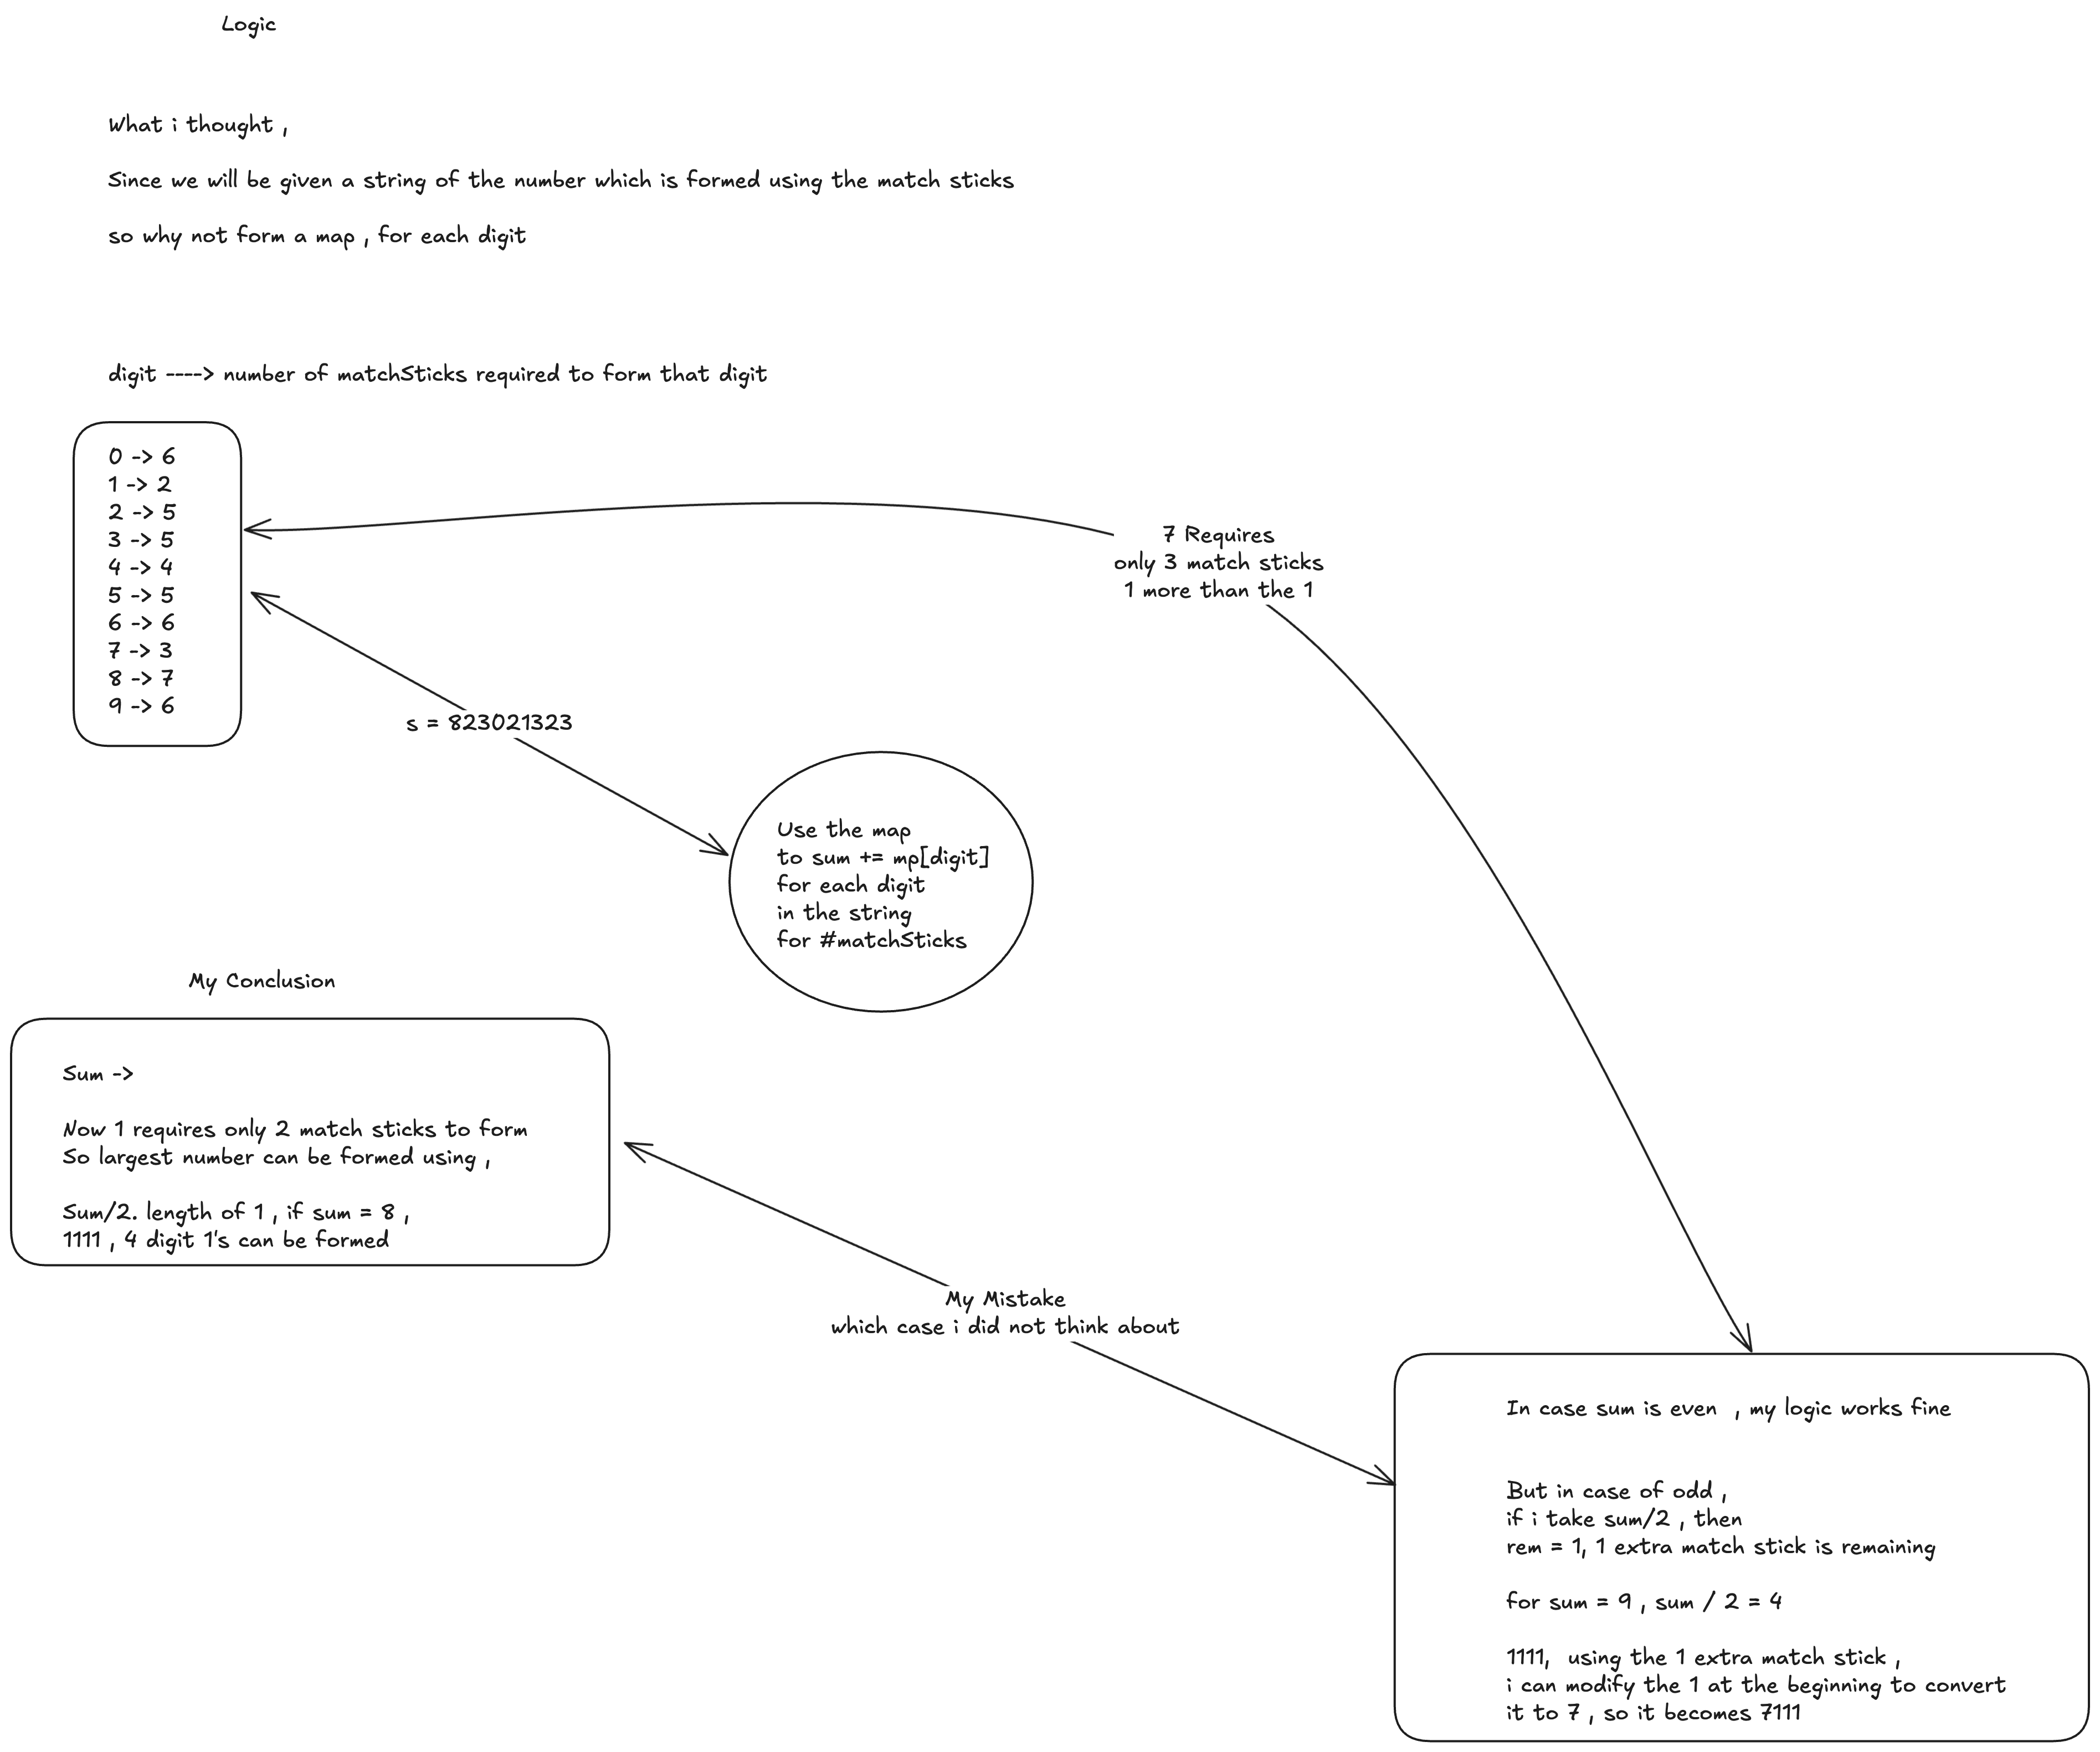 Logic
What i thought ,
Since we will be given a string of the number which is formed using the match sticks
so why not form a map , for each digit
digit ----> number of matchSticks required to form that digit
0 -> 6
1 -> 2
2 -> 5
3 -> 5
4 -> 4
5 -> 5
6 -> 6
7 -> 3
8 -> 7
9 -> 6
7 Requires
only 3 match sticks
1 more than the 1
s = 823021323
Use the map
to sum += mp[digit]
for each digit
in the string
for #matchSticks
My Conclusion
Sum ->
Now 1 requires only 2 match sticks to form
So largest number can be formed using ,
Sum/2. length of 1 , if sum = 8 ,
1111 , 4 digit 1's can be formed
My Mistake
which case i did not think about
In case sum is even  , my logic works fine
But in case of odd ,
if i take sum/2 , then
rem = 1, 1 extra match stick is remaining
for sum = 9 , sum / 2 = 4
1111,  using the 1 extra match stick ,
i can modify the 1 at the beginning to convert
it to 7 , so it becomes 7111